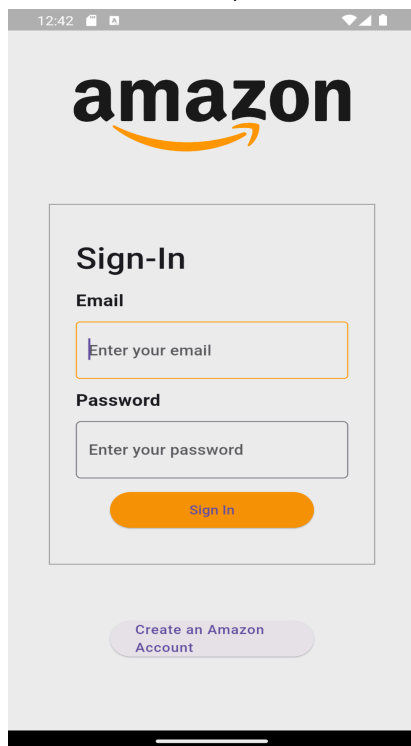 12:42
amazon
Sign-In
Email
Enter your email
Password
Enter your password
Sign In
Create an Amazon
Account